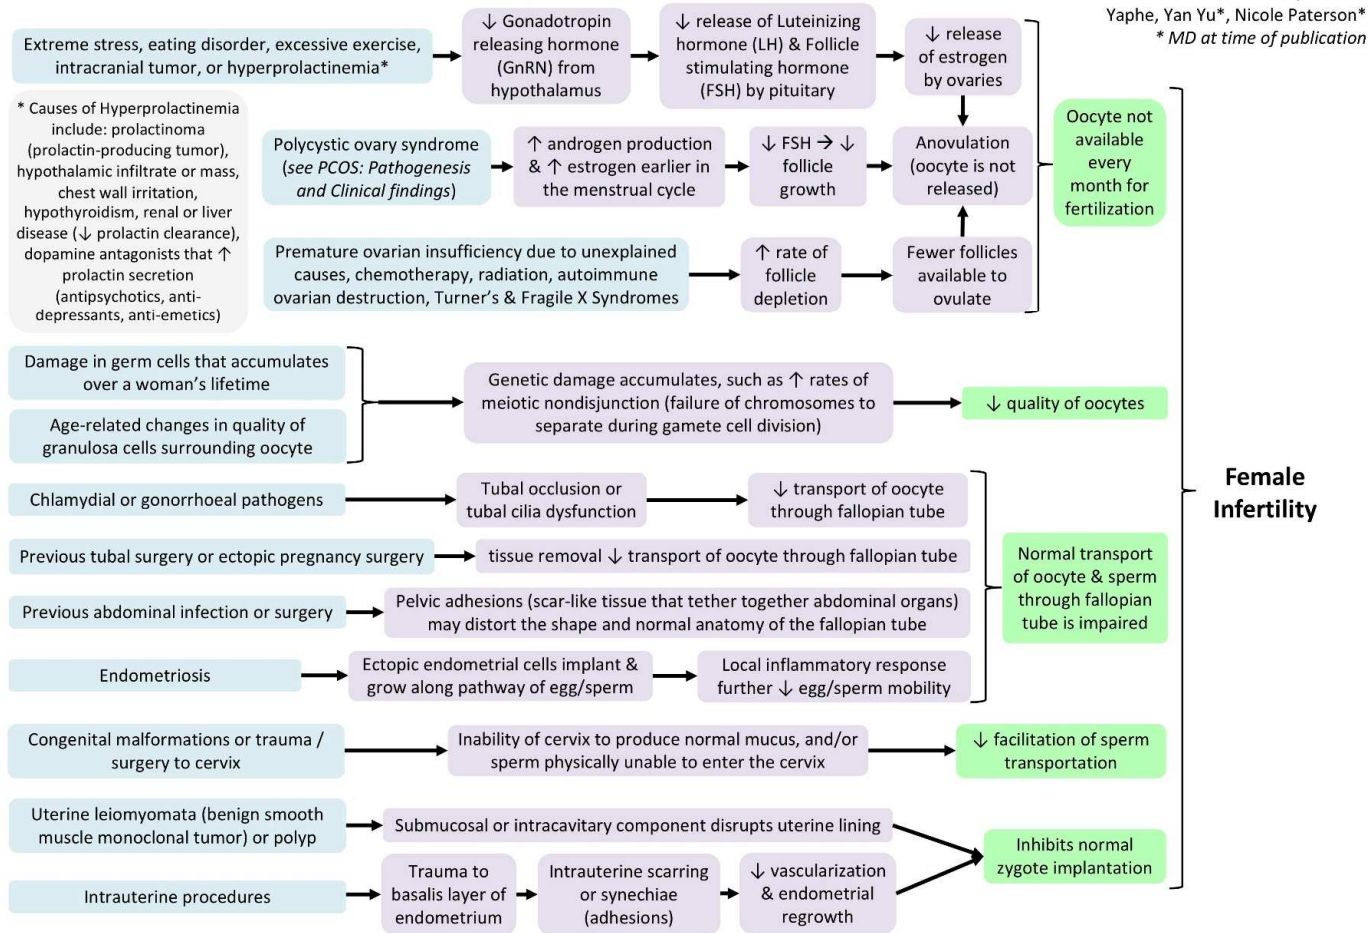 Yaphe, Yan Yu*, Nicole Paterson*
* MD at time of publication
Extreme stress, eating disorder, excessive exercise,
intracranial tumor, or hyperprolactinemia*
↓ Gonadotropin
releasing hormone
(GnRN) from
hypothalamus
↓ release of Luteinizing
hormone (LH) & Follicle
stimulating hormone
(FSH) by pituitary
↓ release
of estrogen
by ovaries
* Causes of Hyperprolactinemia
include: prolactinoma
(prolactin-producing tumor),
hypothalamic infiltrate or mass,
chest wall irritation,
hypothyroidism, renal or liver
disease (↓ prolactin clearance),
dopamine antagonists that ↑
prolactin secretion
(antipsychotics, anti-
depressants, anti-emetics)
Polycystic ovary syndrome
(see PCOS: Pathogenesis
and Clinical findings)
↑ androgen production
& ↑ estrogen earlier in
the menstrual cycle
↓ FSH → ↓
follicle
growth
Anovulation
(oocyte is not
released)
Oocyte not
available
every
month for
fertilization
Premature ovarian insufficiency due to unexplained
causes, chemotherapy, radiation, autoimmune
ovarian destruction, Turner's & Fragile X Syndromes
↑ rate of
follicle
depletion
Fewer follicles
available to
ovulate
Damage in germ cells that accumulates
over a woman's lifetime
Age-related changes in quality of
granulosa cells surrounding oocyte
Genetic damage accumulates, such as ↑ rates of
meiotic nondisjunction (failure of chromosomes to
separate during gamete cell division)
↓ quality of oocytes
Female
Infertility
Chlamydial or gonorrhoeal pathogens
Tubal occlusion or
tubal cilia dysfunction
↓ transport of oocyte
through fallopian tube
Previous tubal surgery or ectopic pregnancy surgery
tissue removal ↓ transport of oocyte through fallopian tube
Previous abdominal infection or surgery
Pelvic adhesions (scar-like tissue that tether together abdominal organs)
may distort the shape and normal anatomy of the fallopian tube
Normal transport
of oocyte & sperm
through fallopian
tube is impaired
Endometriosis
Ectopic endometrial cells implant &
grow along pathway of egg/sperm
Local inflammatory response
further ↓ egg/sperm mobility
Congenital malformations or trauma /
surgery to cervix
Inability of cervix to produce normal mucus, and/or
sperm physically unable to enter the cervix
↓ facilitation of sperm
transportation
Uterine leiomyomata (benign smooth
muscle monoclonal tumor) or polyp
Submucosal or intracavitary component disrupts uterine lining
Inhibits normal
zygote implantation
Intrauterine procedures
Trauma to
basalis layer of
endometrium
Intrauterine scarring
or synechiae
(adhesions)
↓ vascularization
& endometrial
regrowth